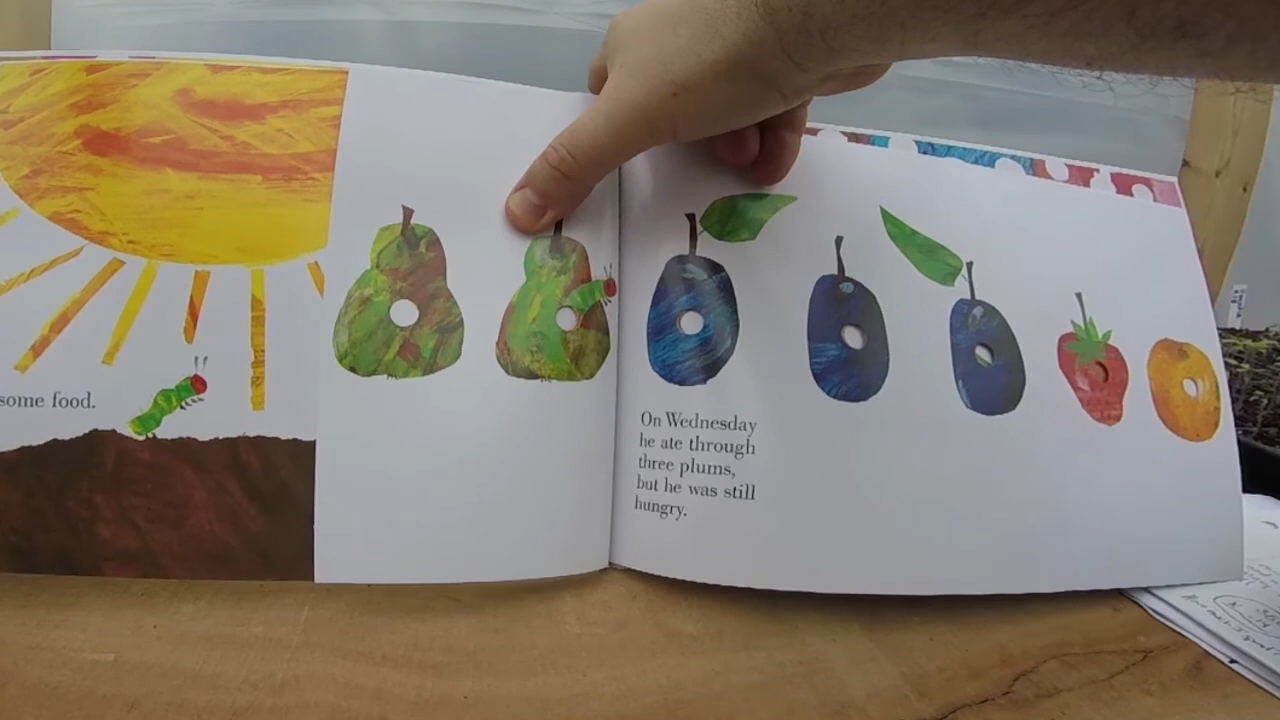 some food.
On Wednesday
he ate through
three plums,
but he was still
hungry.